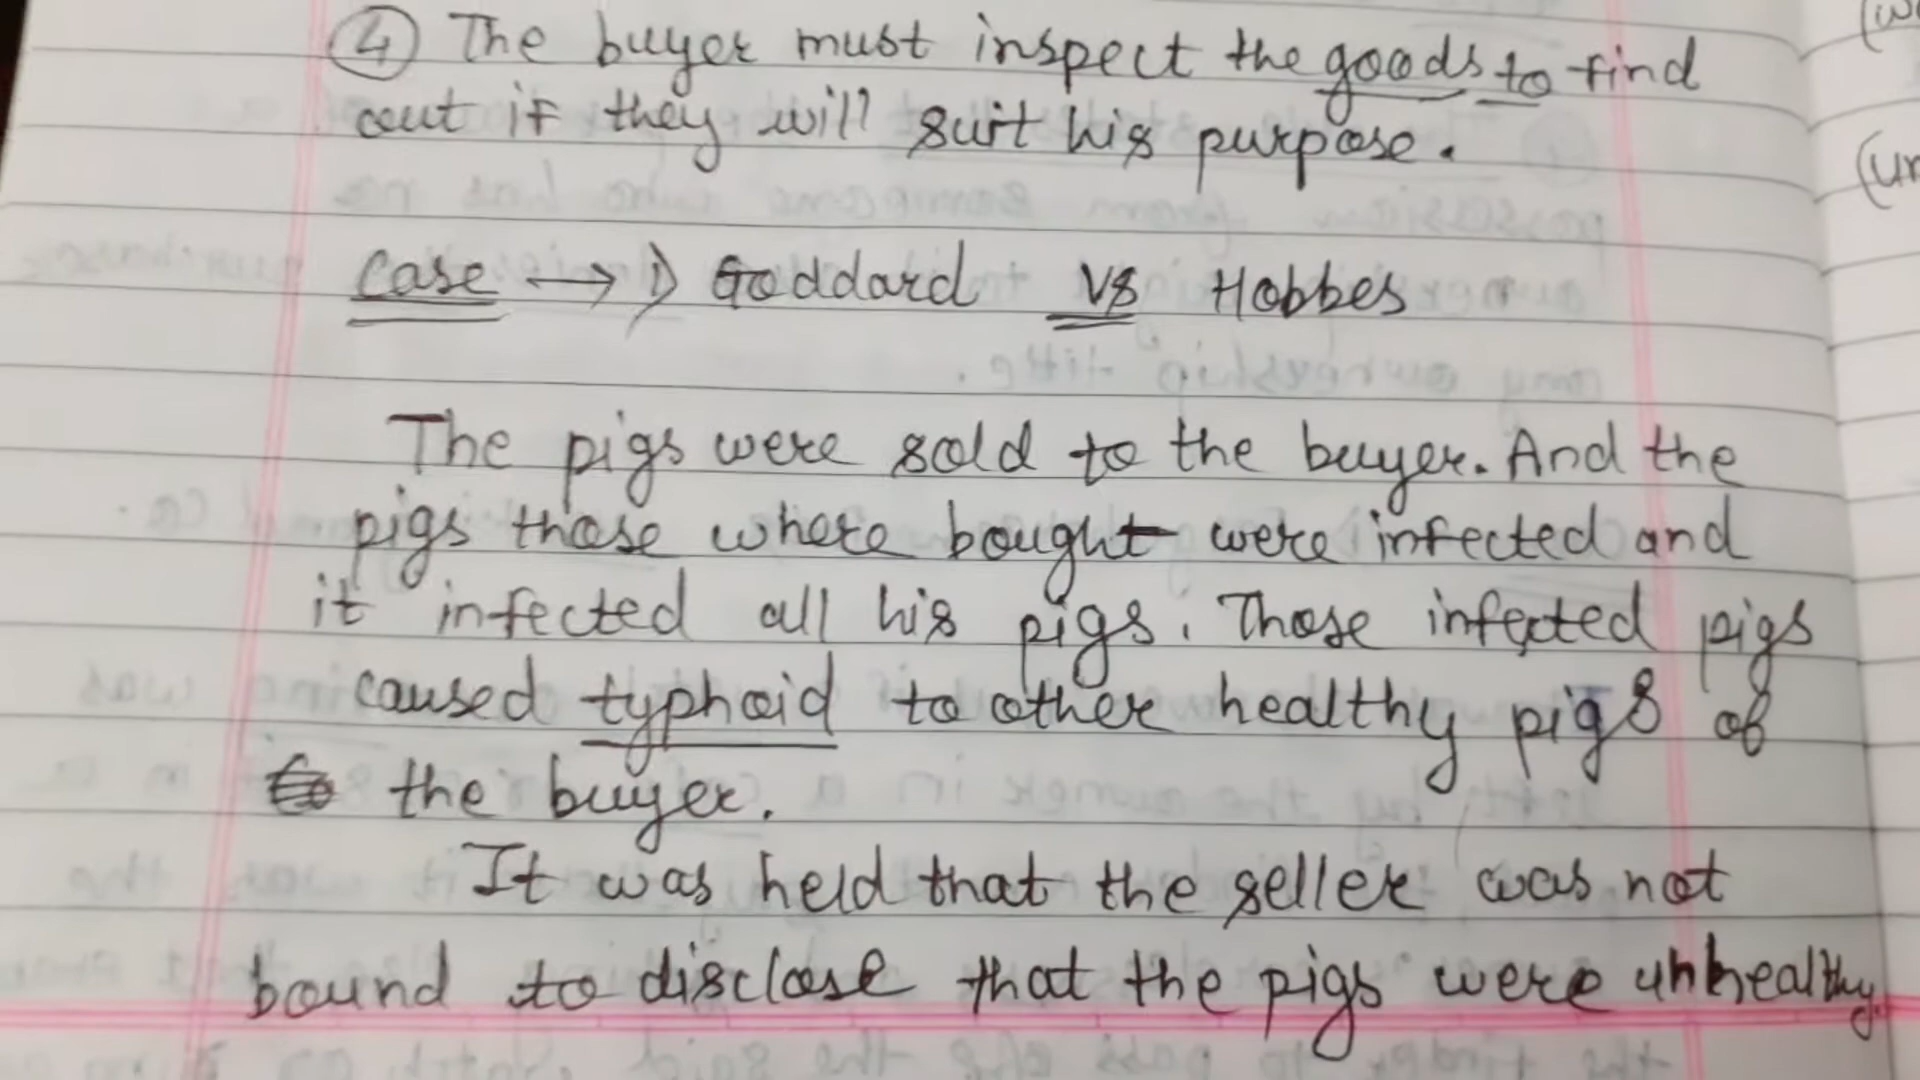 ④ The buyer must inspect the goods to find
out if they will suit his purpose.
Case → 1) Goddard VS Hobbes
The pigs were sold to the buyer. And the
pigs those where bought were infected and
it infected all his pigs. Those infected pigs
caused typhoid to other healthy pigs of
the buyer.
It was held that the seller was not
bound to disclose that the pigs were unhealthy.